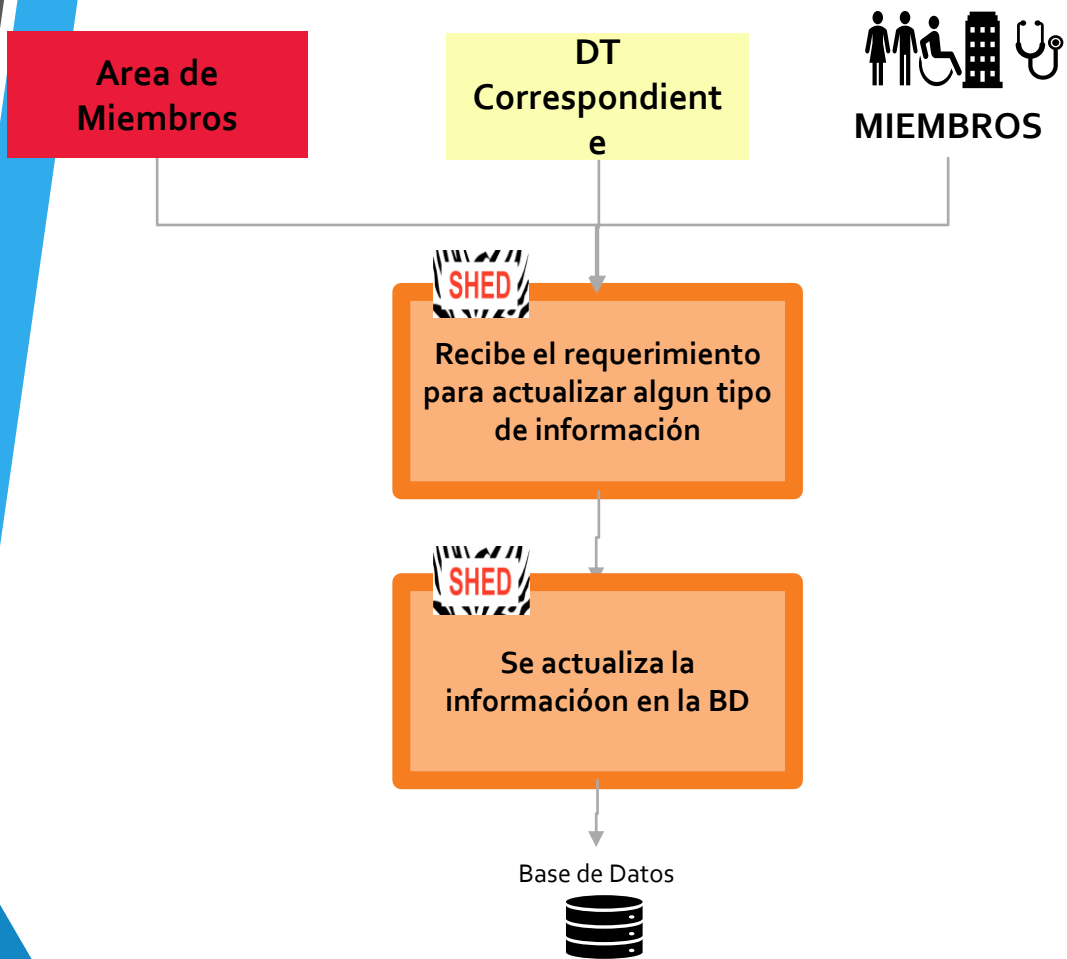 Area de
Miembros
DT
Correspondient
e
MIEMBROS
SHED
Recibe el requerimiento
para actualizar algun tipo
de información
SHED
Se actualiza la
informacióon en la BD
Base de Datos